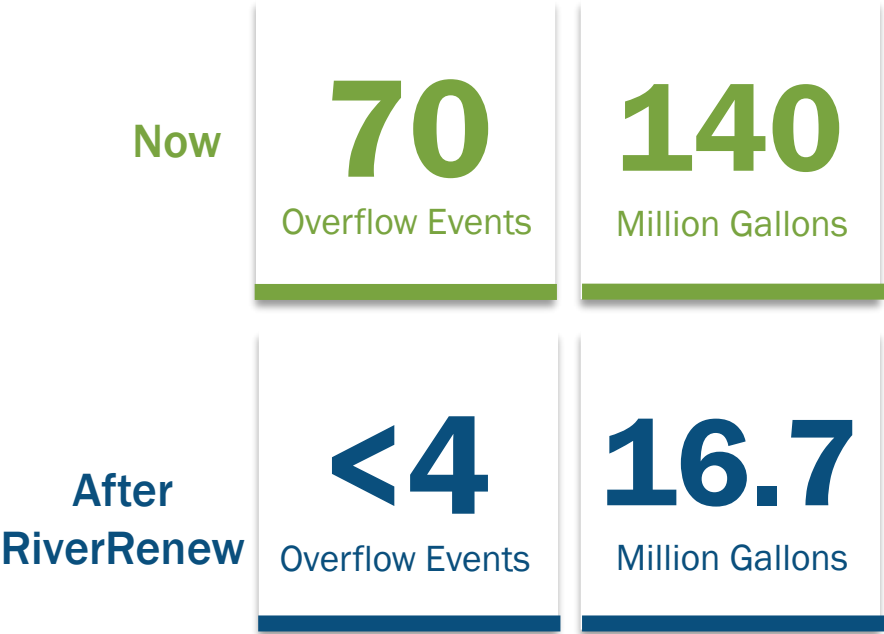 Now
70
Overflow Events
140
Million Gallons
After
RiverRenew
<4
Overflow Events
16.7
Million Gallons